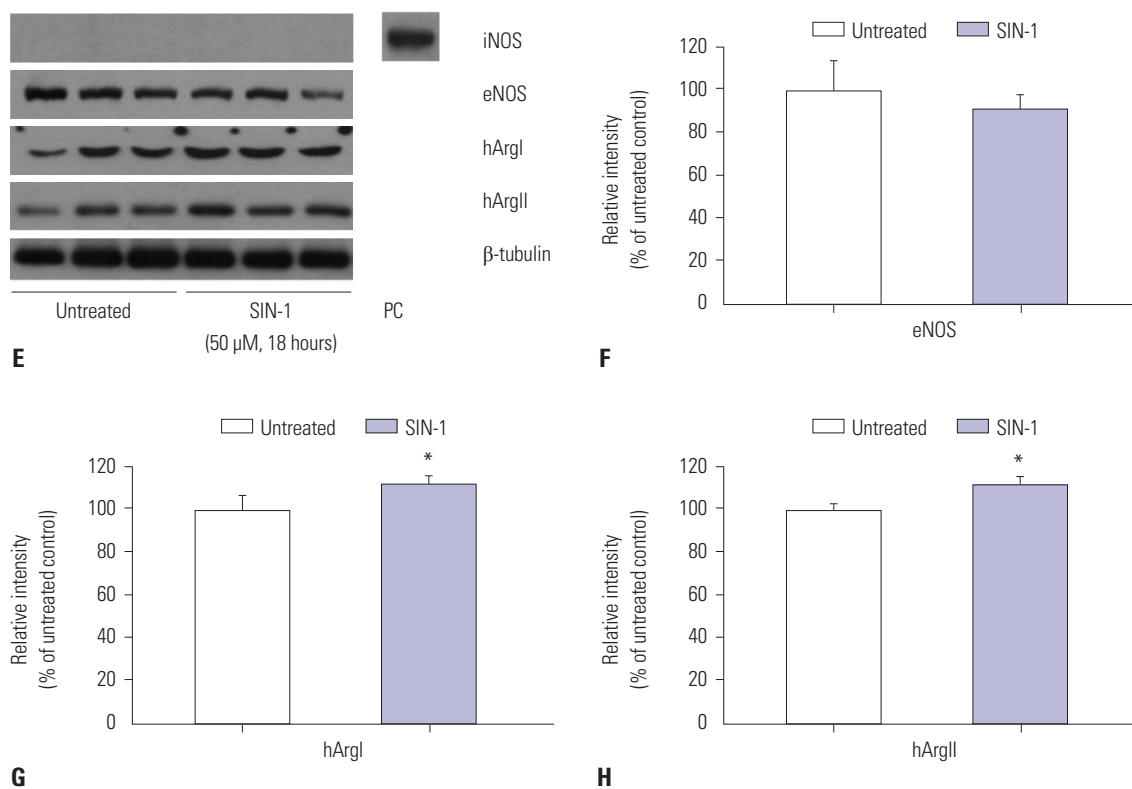 iNOS
eNOS
hArgI
hArgII
β-tubulin
Untreated SIN-1 PC
(50 µM, 18 hours)
E
Untreated SIN-1
120
100
80
60
40
20
0
Relative intensity
(% of untreated control)
eNOS
F
Untreated SIN-1
*
120
100
80
60
40
20
0
Relative intensity
(% of untreated control)
hArgI
G
Untreated SIN-1
*
120
100
80
60
40
20
0
Relative intensity
(% of untreated control)
hArgII
H